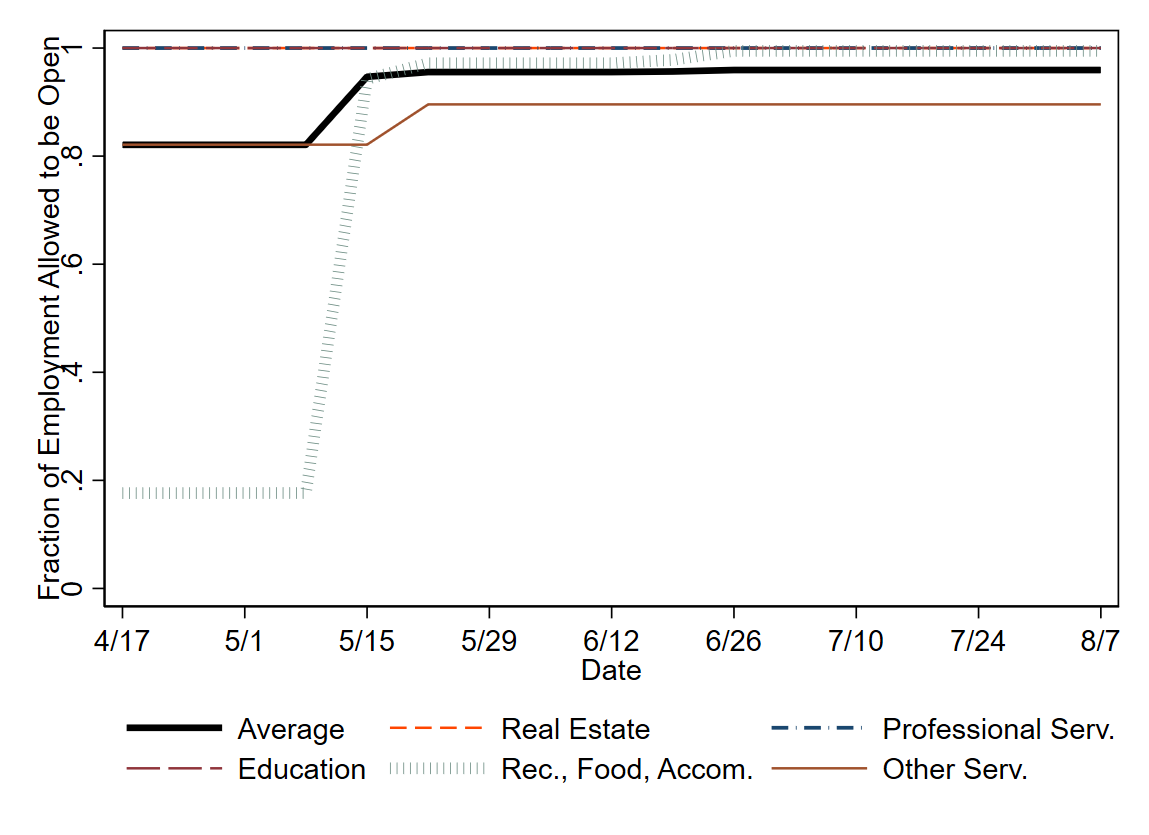 Fraction of Employment Allowed to be Open
1
.8
.6
.4
.2
0
4/17 5/1 5/15 5/29 6/12 6/26 7/10 7/24 8/7
Date
Average Real Estate Professional Serv.
Education Rec., Food, Accom. Other Serv.